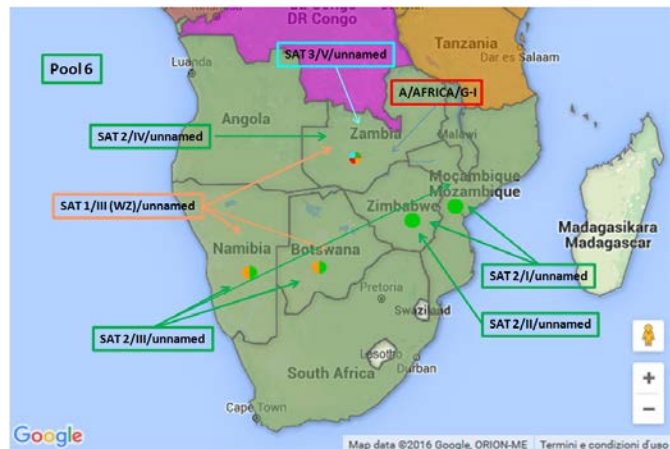 DR Congo
DR Congo
SAT 3/V/unnamed
Tanzania
Dar es Salaam
Pool 6
Luanda
A/AFRICA/G-I
Angola
SAT 2/IV/unnamed
Zambia
Malawi
Moçambique
Mozambique
SAT 1/III (WZ)/unnamed
Zimbabwe
Madagasikara
Madagascar
Namibia
Botswana
SAT 2/I/unnamed
Pretoria
Swaziland
SAT 2/III/unnamed
SAT 2/II/unnamed
Lesotho
Durban
South Africa
Cape Town
+
−
Google
Map data ©2016 Google, ORION-ME
Termini e condizioni d'uso